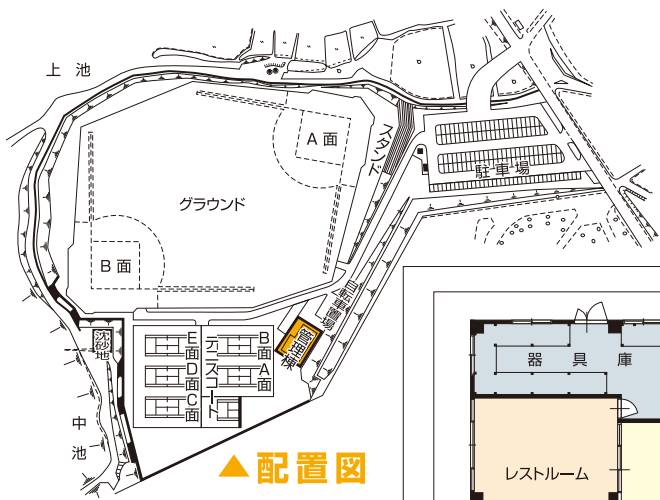 上池
A面
スタンド
駐車場
グラウンド
B面
自転車置場
管理棟
沈砂地
E面
D面
C面
テニスコート
B面
A面
中池
▲配置図
器具庫
レストルーム